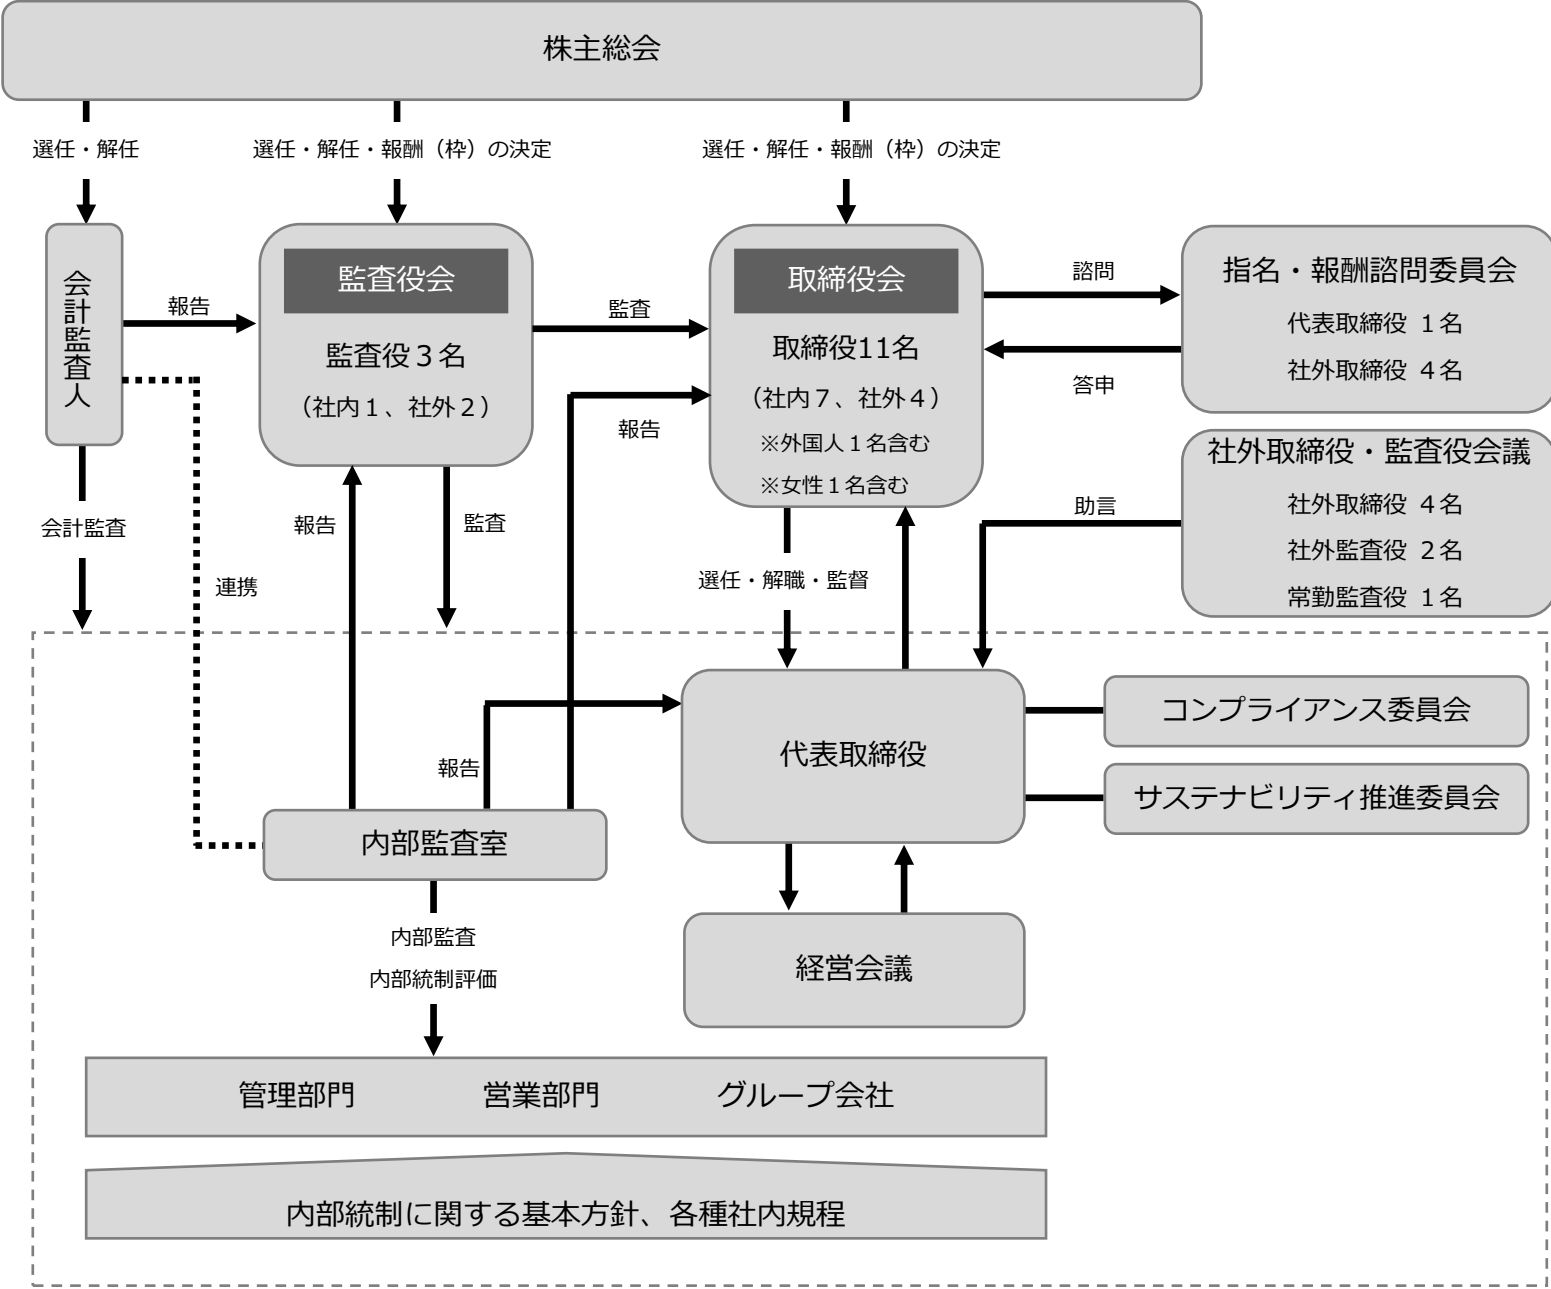 株主総会
選任・解任
選任・解任・報酬（枠）の決定
選任・解任・報酬（枠）の決定
会計監査人
報告
監査役会
監査役３名
（社内１、社外２）
監査
取締役会
取締役11名
（社内７、社外４）
※外国人１名含む
※女性１名含む
諮問
答申
指名・報酬諮問委員会
代表取締役 １名
社外取締役 ４名
報告
社外取締役・監査役会議
社外取締役 ４名
社外監査役 ２名
常勤監査役 １名
助言
会計監査
連携
報告
監査
選任・解職・監督
報告
代表取締役
コンプライアンス委員会
サステナビリティ推進委員会
内部監査室
内部監査
内部統制評価
経営会議
管理部門
営業部門
グループ会社
内部統制に関する基本方針、各種社内規程